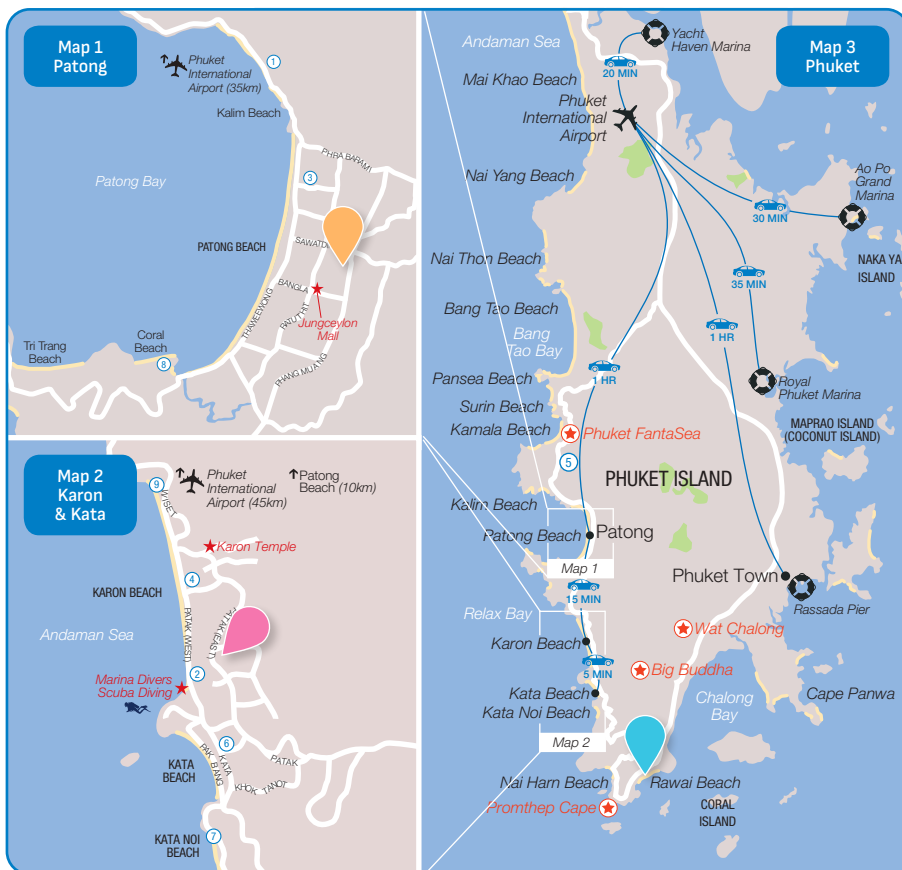 Map 1
Patong
Phuket
International
Airport (35km)
1
Kalim Beach
Patong Bay
PHRA BARAMI
3
PATONG BEACH
SAWATDI
BANGLA
RATUTHIT
THAWEEWONG
Jungceylon
Mall
PHANG MUANG
Coral
Beach
Tri Trang
Beach
8
Map 2
Karon
& Kata
9
Phuket
International
Airport (45km)
Patong
Beach (10km)
WISET
Karon Temple
4
KARON BEACH
PATAK (WEST)
PATAK(EAST)
Andaman Sea
2
Marina Divers
Scuba Diving
6
PATAK
KATA
BEACH
PAK BANG
KATA
KHOK TANOT
KATA NOI
BEACH
7
Map 3
Phuket
Andaman Sea
Yacht
Haven Marina
20 MIN
Mai Khao Beach
Phuket
International
Airport
Ao Po
Grand
Marina
Nai Yang Beach
30 MIN
NAKA YA
ISLAND
Nai Thon Beach
35 MIN
Bang Tao Beach
1 HR
Bang
Tao Bay
1 HR
Pansea Beach
Royal
Phuket Marina
Surin Beach
Kamala Beach
Phuket FantaSea
MAPRAO ISLAND
(COCONUT ISLAND)
5
PHUKET ISLAND
Kalim Beach
Patong Beach
Patong
Map 1
Phuket Town
15 MIN
Rassada Pier
Relax Bay
Wat Chalong
Karon Beach
5 MIN
Big Buddha
Kata Beach
Chalong
Bay
Cape Panwa
Kata Noi Beach
Map 2
Nai Harn Beach
Rawai Beach
Promthep Cape
CORAL
ISLAND